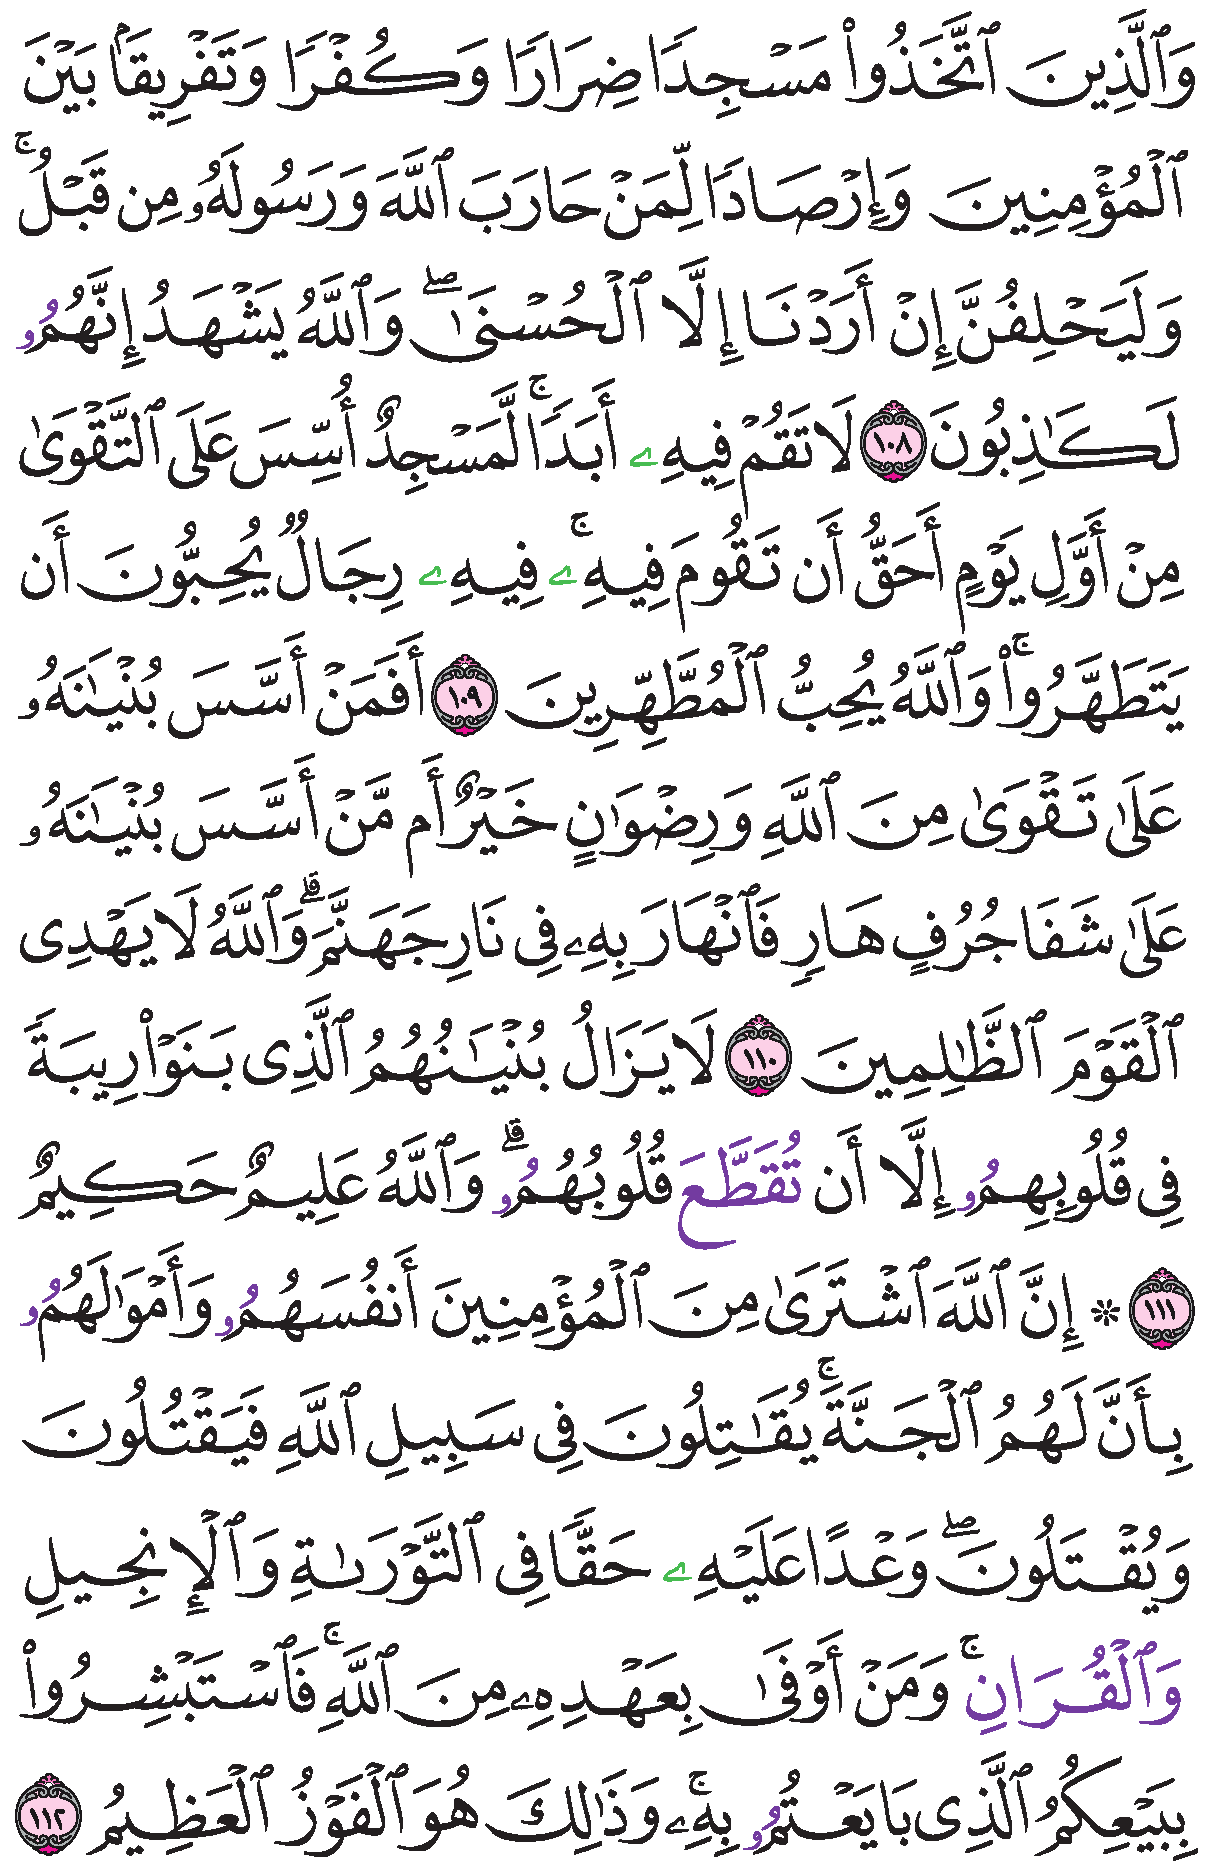 وَٱلَّذِينَ ٱتَّخَذُواْ مَسْجِدًا ضِرَارًا وَكُفْرًا وَتَفْرِيقَۢا بَيْنَ
ٱلْمُؤْمِنِينَ وَإِرْصَادًا لِّمَنْ حَارَبَ ٱللَّهَ وَرَسُولَهُۥ مِن قَبْلُ ۚ
وَلَيَحْلِفُنَّ إِنْ أَرَدْنَا إِلَّا ٱلْحُسْنَىٰ ۖ وَٱللَّهُ يَشْهَدُ إِنَّهُمُۥ
لَكَـٰذِبُونَ ١٠٨ لَا تَقُمْ فِيهِۦ أَبَدًا ۚ لَّمَسْجِدٌ أُسِّسَ عَلَى ٱلتَّقْوَىٰ
مِنْ أَوَّلِ يَوْمٍ أَحَقُّ أَن تَقُومَ فِيهِۦ ۚ فِيهِۦ رِجَالٌ يُحِبُّونَ أَن
يَتَطَهَّرُواْ ۚ وَٱللَّهُ يُحِبُّ ٱلْمُطَّهِّرِينَ ١٠٩ أَفَمَنْ أَسَّسَ بُنْيَـٰنَهُۥ
عَلَىٰ تَقْوَىٰ مِنَ ٱللَّهِ وَرِضْوَٰنٍ خَيْرٌ أَم مَّنْ أَسَّسَ بُنْيَـٰنَهُۥ
عَلَىٰ شَفَا جُرُفٍ هَارٍ فَٱنْهَارَ بِهِۦ فِى نَارِ جَهَنَّمَ ۗ وَٱللَّهُ لَا يَهْدِى
ٱلْقَوْمَ ٱلظَّـٰلِمِينَ ١١٠ لَا يَزَالُ بُنْيَـٰنُهُمُ ٱلَّذِى بَنَوْاْ رِيبَةً
فِى قُلُوبِهِمُۥ إِلَّا أَن تُقَطَّعَ قُلُوبُهُمُۥ ۗ وَٱللَّهُ عَلِيمٌ حَكِيمٌ
١١١ ۞ إِنَّ ٱللَّهَ ٱشْتَرَىٰ مِنَ ٱلْمُؤْمِنِينَ أَنفُسَهُمُۥ وَأَمْوَٰلَهُمُۥ
بِأَنَّ لَهُمُ ٱلْجَنَّةَ ۚ يُقَـٰتِلُونَ فِى سَبِيلِ ٱللَّهِ فَيَقْتُلُونَ
وَيُقْتَلُونَ ۖ وَعْدًا عَلَيْهِۦ حَقًّا فِى ٱلتَّوْرَىٰةِ وَٱلْإِنجِيلِ
وَٱلْقُرَانِ ۚ وَمَنْ أَوْفَىٰ بِعَهْدِهِۦ مِنَ ٱللَّهِ ۚ فَٱسْتَبْشِرُواْ
بِبَيْعِكُمُ ٱلَّذِى بَايَعْتُمُۥ بِهِۦ ۚ وَذَٰلِكَ هُوَ ٱلْفَوْزُ ٱلْعَظِيمُ ١١٢